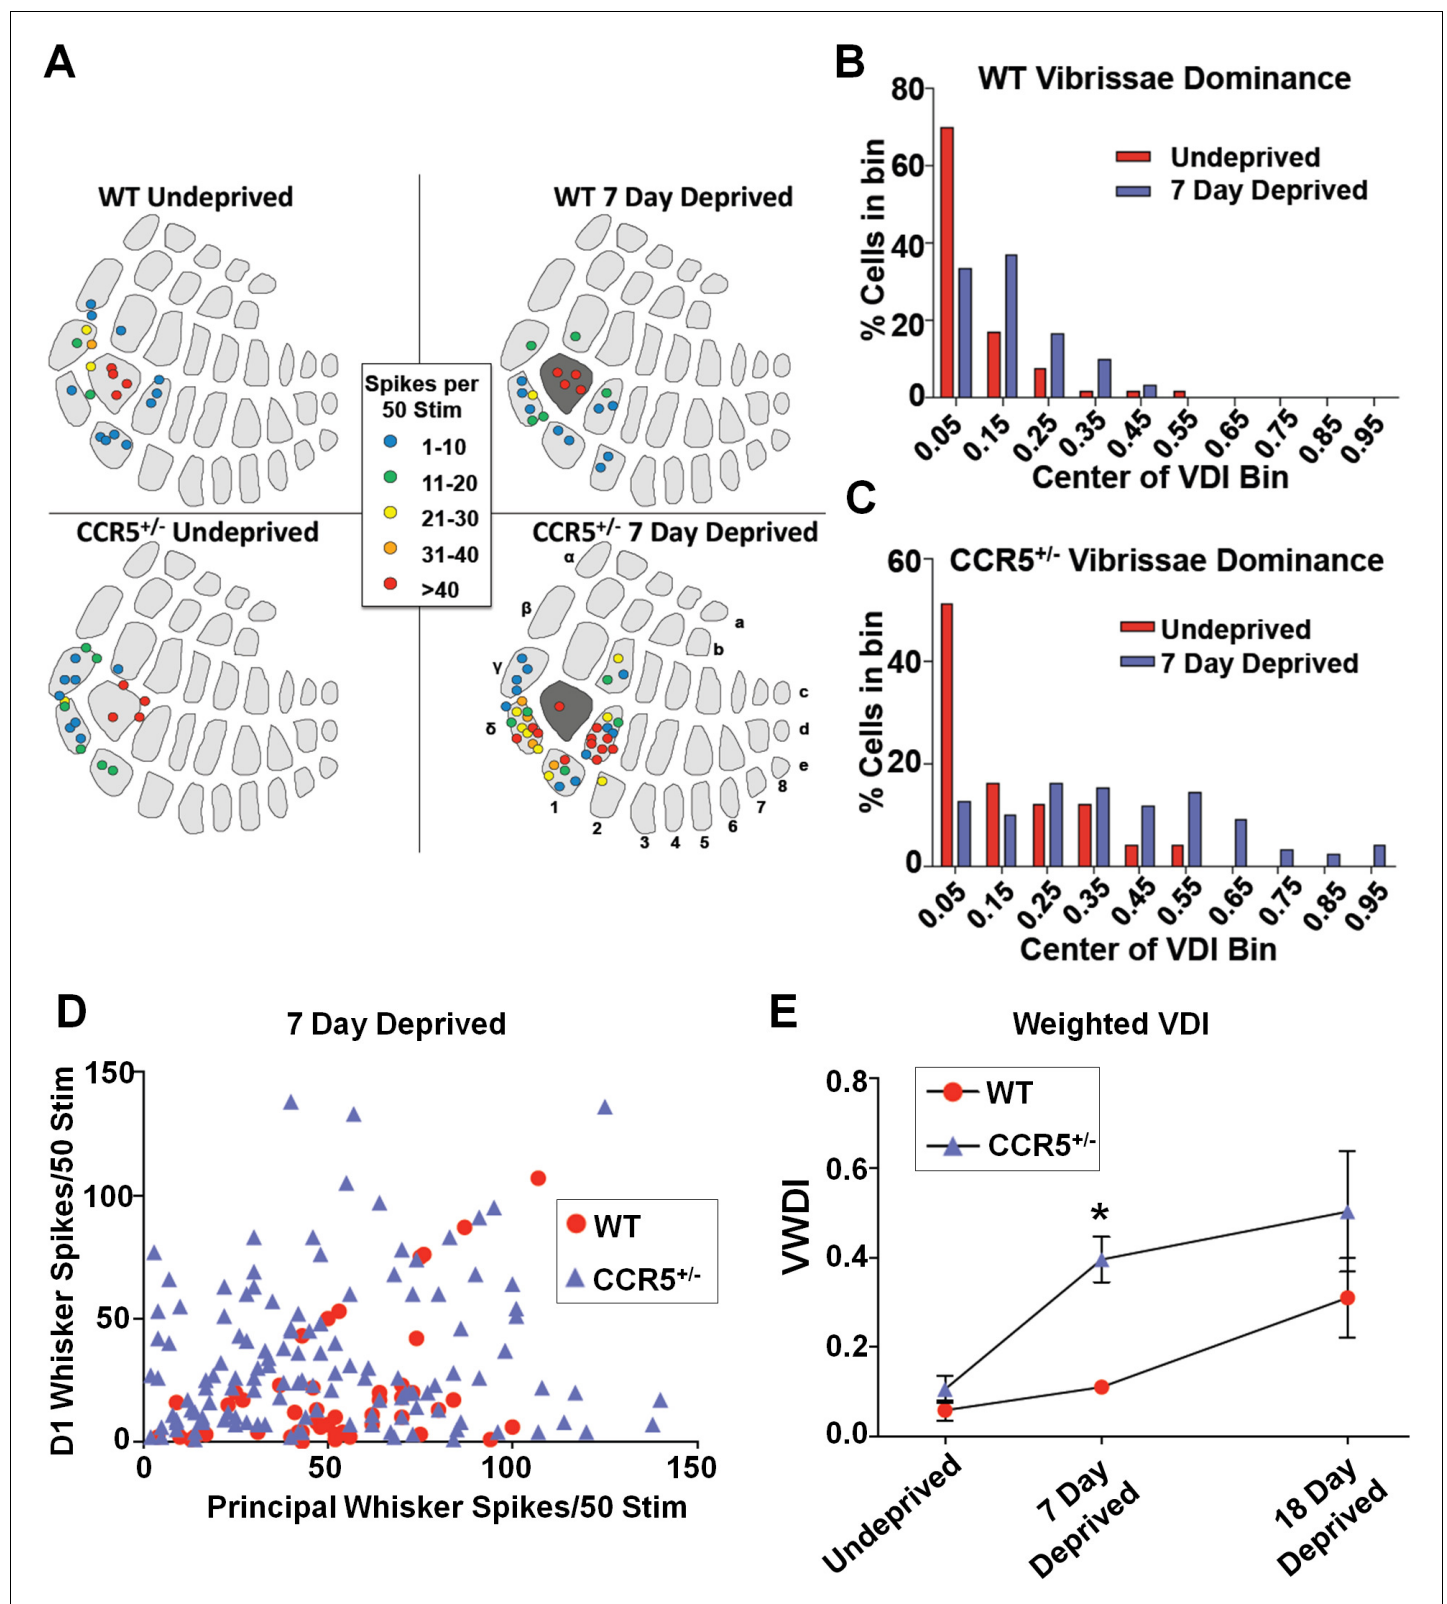 A
WT Undeprived
WT 7 Day Deprived
Spikes per
50 Stim
1-10
11-20
21-30
31-40
>40
CCR5+/- Undeprived
CCR5+/- 7 Day Deprived
α
β
γ
δ
a
b
c
d
e
1
2
3
4
5
6
7
8
B
WT Vibrissae Dominance
% Cells in bin
80
60
40
20
0
Undeprived
7 Day Deprived
0.05 0.15 0.25 0.35 0.45 0.55 0.65 0.75 0.85 0.95
Center of VDI Bin
C
CCR5+/- Vibrissae Dominance
% Cells in bin
60
40
20
0
Undeprived
7 Day Deprived
0.05 0.15 0.25 0.35 0.45 0.55 0.65 0.75 0.85 0.95
Center of VDI Bin
D
7 Day Deprived
D1 Whisker Spikes/50 Stim
150
100
50
0
WT
CCR5+/-
0 50 100 150
Principal Whisker Spikes/50 Stim
E
Weighted VDI
VWDI
0.8
0.6
0.4
0.2
0.0
WT
CCR5+/-
*
Undeprived
7 Day
Deprived
18 Day
Deprived